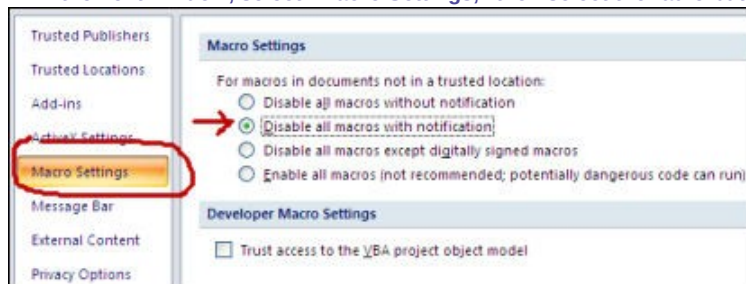 Trusted Publishers
Trusted Locations
Add-ins
ActiveX Settings
Macro Settings
Message Bar
External Content
Privacy Options
Macro Settings
For macros in documents not in a trusted location:
Disable all macros without notification
Disable all macros with notification
Disable all macros except digitally signed macros
Enable all macros (not recommended; potentially dangerous code can run)
Developer Macro Settings
Trust access to the VBA project object model